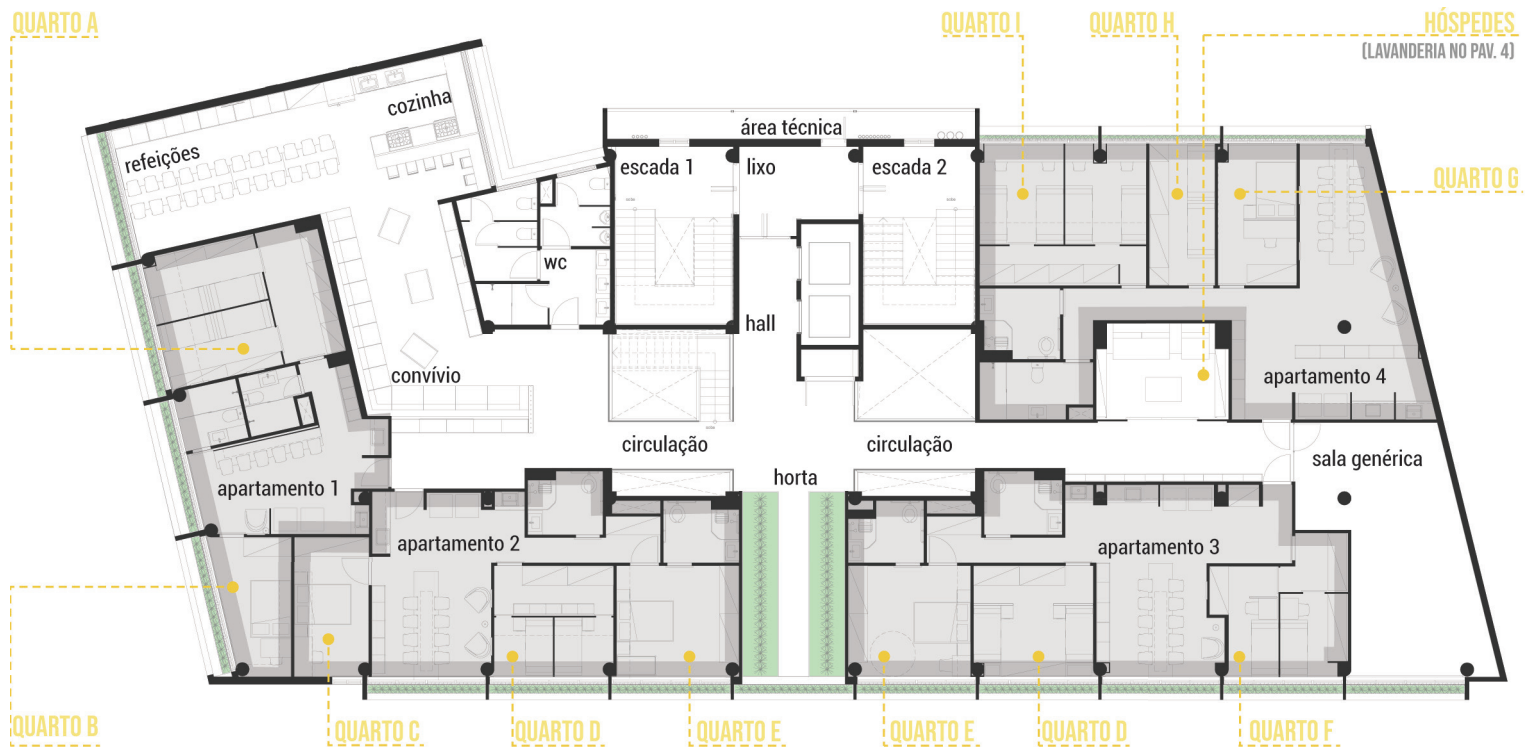 QUARTO A
QUARTO I
QUARTO H
HÓSPEDES
(LAVANDERIA NO PAV. 4)
cozinha
área técnica
refeições
escada 1
lixo
escada 2
QUARTO G
wc
hall
convívio
apartamento 4
circulação
circulação
sala genérica
horta
apartamento 1
apartamento 2
apartamento 3
QUARTO B
QUARTO C
QUARTO D
QUARTO E
QUARTO E
QUARTO D
QUARTO F